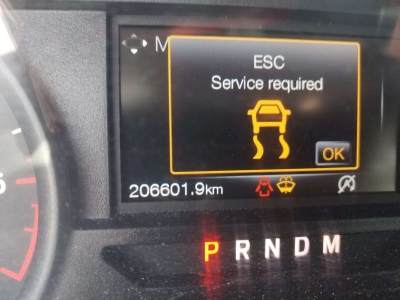 M
ESC
Service required
OK
206601.9km
P R N D M